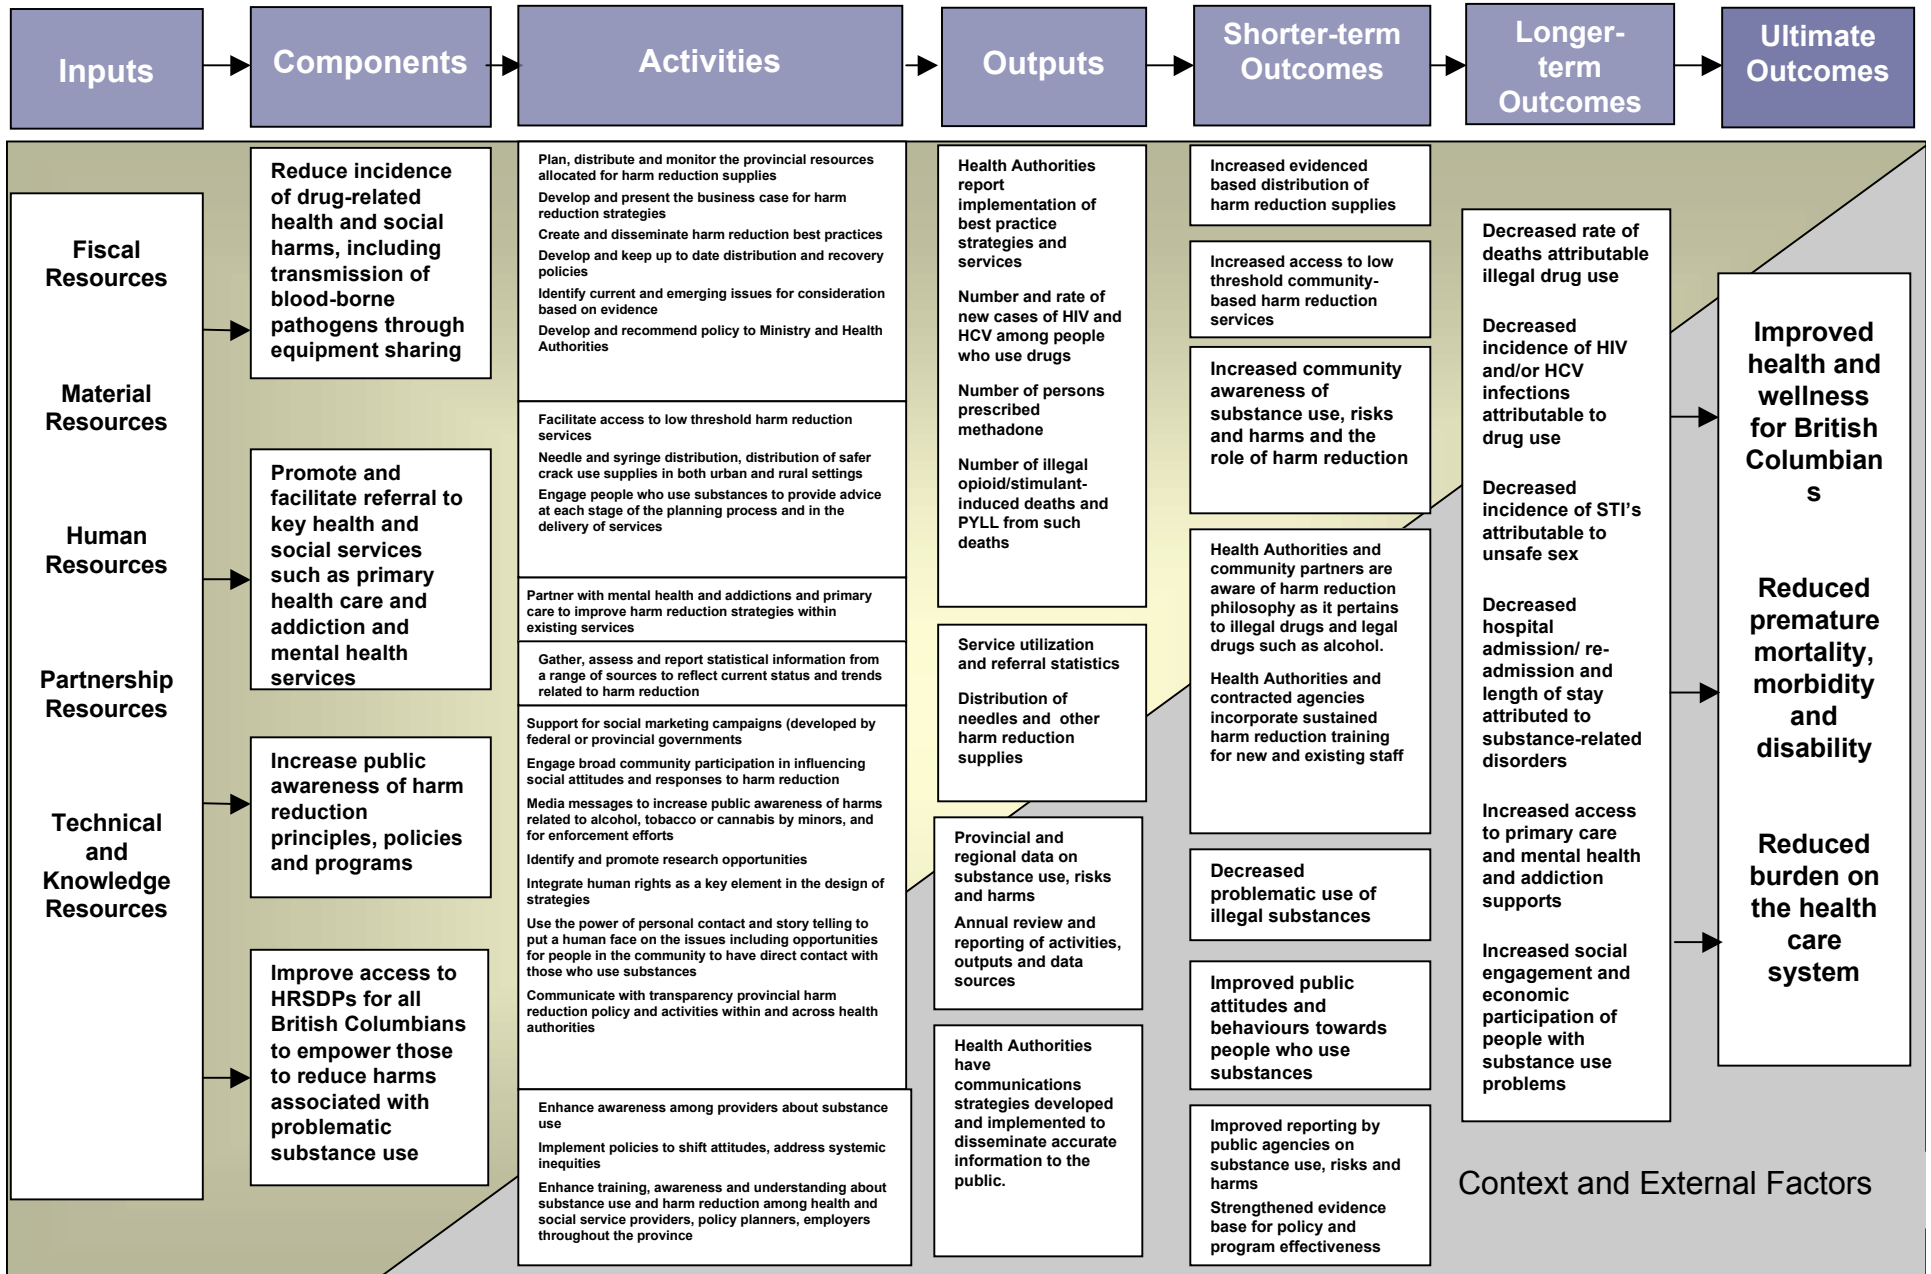 Inputs
Components
Activities
Outputs
Shorter-term
Outcomes
Longer-
term
Outcomes
Ultimate
Outcomes
Fiscal
Resources
Material
Resources
Human
Resources
Partnership
Resources
Technical
and
Knowledge
Resources
Reduce incidence
of drug-related
health and social
harms, including
transmission of
blood-borne
pathogens through
equipment sharing
Promote and
facilitate referral to
key health and
social services
such as primary
health care and
addiction and
mental health
services
Increase public
awareness of harm
reduction
principles, policies
and programs
Improve access to
HRSDPs for all
British Columbians
to empower those
to reduce harms
associated with
problematic
substance use
Plan, distribute and monitor the provincial resources
allocated for harm reduction supplies
Develop and present the business case for harm
reduction strategies
Create and disseminate harm reduction best practices
Develop and keep up to date distribution and recovery
policies
Identify current and emerging issues for consideration
based on evidence
Develop and recommend policy to Ministry and Health
Authorities
Facilitate access to low threshold harm reduction
services
Needle and syringe distribution, distribution of safer
crack use supplies in both urban and rural settings
Engage people who use substances to provide advice
at each stage of the planning process and in the
delivery of services
Partner with mental health and addictions and primary
care to improve harm reduction strategies within
existing services
Gather, assess and report statistical information from
a range of sources to reflect current status and trends
related to harm reduction
Support for social marketing campaigns (developed by
federal or provincial governments
Engage broad community participation in influencing
social attitudes and responses to harm reduction
Media messages to increase public awareness of harms
related to alcohol, tobacco or cannabis by minors, and
for enforcement efforts
Identify and promote research opportunities
Integrate human rights as a key element in the design of
strategies
Use the power of personal contact and story telling to
put a human face on the issues including opportunities
for people in the community to have direct contact with
those who use substances
Communicate with transparency provincial harm
reduction policy and activities within and across health
authorities
Enhance awareness among providers about substance
use
Implement policies to shift attitudes, address systemic
inequities
Enhance training, awareness and understanding about
substance use and harm reduction among health and
social service providers, policy planners, employers
throughout the province
Health Authorities
report
implementation of
best practice
strategies and
services
Number and rate of
new cases of HIV and
HCV among people
who use drugs
Number of persons
prescribed
methadone
Number of illegal
opioid/stimulant-
induced deaths and
PYLL from such
deaths
Service utilization
and referral statistics
Distribution of
needles and other
harm reduction
supplies
Provincial and
regional data on
substance use, risks
and harms
Annual review and
reporting of activities,
outputs and data
sources
Health Authorities
have
communications
strategies developed
and implemented to
disseminate accurate
information to the
public.
Increased evidenced
based distribution of
harm reduction supplies
Increased access to low
threshold community-
based harm reduction
services
Increased community
awareness of
substance use, risks
and harms and the
role of harm reduction
Health Authorities and
community partners are
aware of harm reduction
philosophy as it pertains
to illegal drugs and legal
drugs such as alcohol.
Health Authorities and
contracted agencies
incorporate sustained
harm reduction training
for new and existing staff
Decreased
problematic use of
illegal substances
Improved public
attitudes and
behaviours towards
people who use
substances
Improved reporting by
public agencies on
substance use, risks and
harms
Strengthened evidence
base for policy and
program effectiveness
Decreased rate of
deaths attributable
illegal drug use
Decreased
incidence of HIV
and/or HCV
infections
attributable to
drug use
Decreased
incidence of STI's
attributable to
unsafe sex
Decreased
hospital
admission/ re-
admission and
length of stay
attributed to
substance-related
disorders
Increased access
to primary care
and mental health
and addiction
supports
Increased social
engagement and
economic
participation of
people with
substance use
problems
Improved
health and
wellness
for British
Columbian
s
Reduced
premature
mortality,
morbidity
and
disability
Reduced
burden on
the health
care
system
Context and External Factors